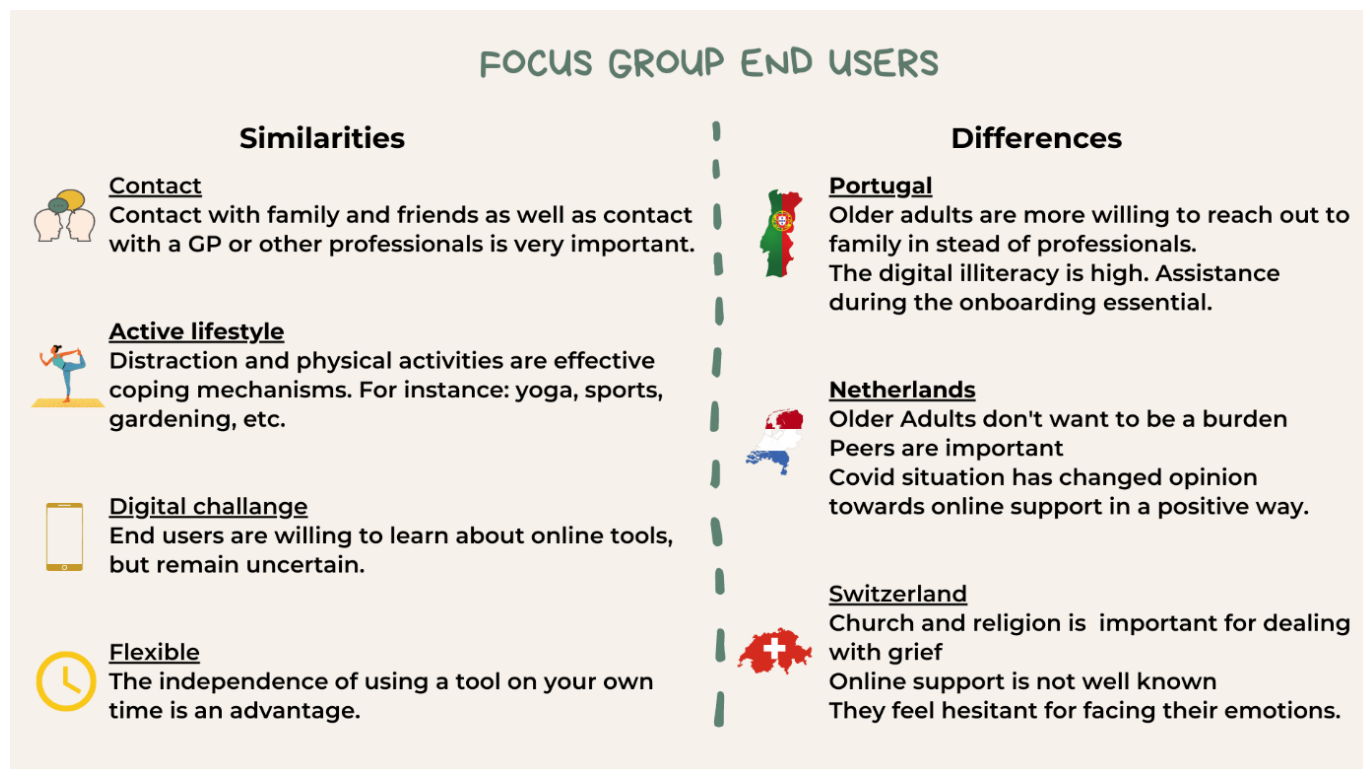 FOCUS GROUP END USERS
Similarities
Contact
Contact with family and friends as well as contact
with a GP or other professionals is very important.
Active lifestyle
Distraction and physical activities are effective
coping mechanisms. For instance: yoga, sports,
gardening, etc.
Digital challange
End users are willing to learn about online tools,
but remain uncertain.
Flexible
The independence of using a tool on your own
time is an advantage.
Differences
Portugal
Older adults are more willing to reach out to
family in stead of professionals.
The digital illiteracy is high. Assistance
during the onboarding essential.
Netherlands
Older Adults don't want to be a burden
Peers are important
Covid situation has changed opinion
towards online support in a positive way.
Switzerland
Church and religion is  important for dealing
with grief
Online support is not well known
They feel hesitant for facing their emotions.